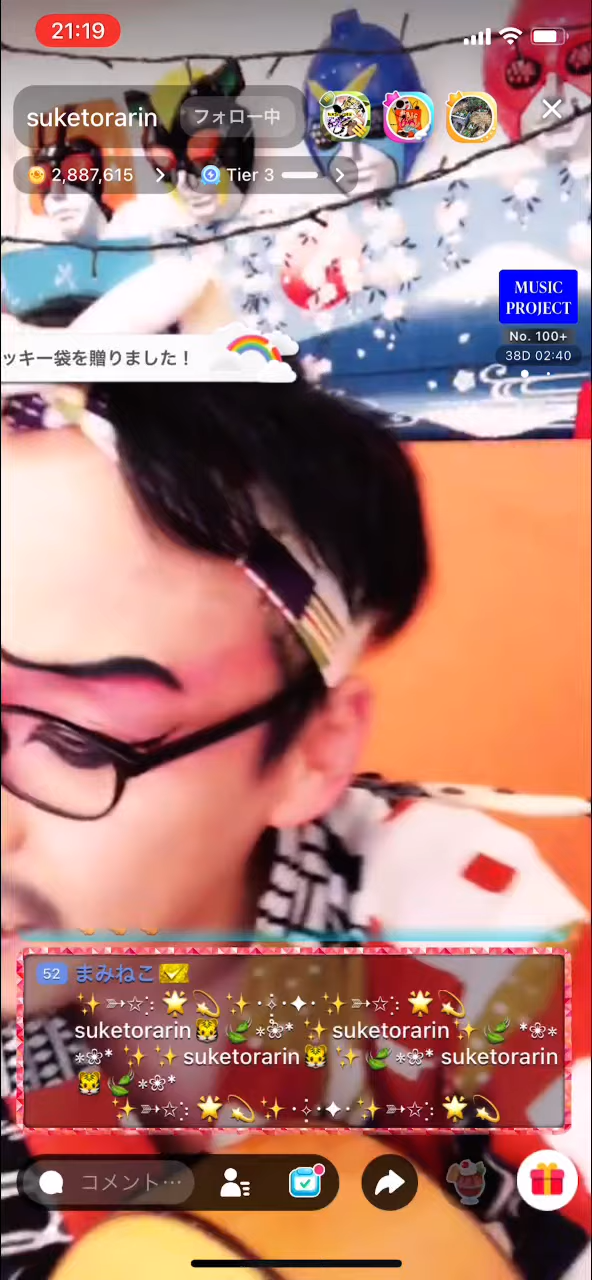 21:19
suketorarin フォロー中
2,887,615 Tier 3
MUSIC
PROJECT
No. 100+
38D 02:40
ッキー袋を贈りました！
52 まみねこ
suketorarin suketorarin
suketorarin suketorarin
コメント…